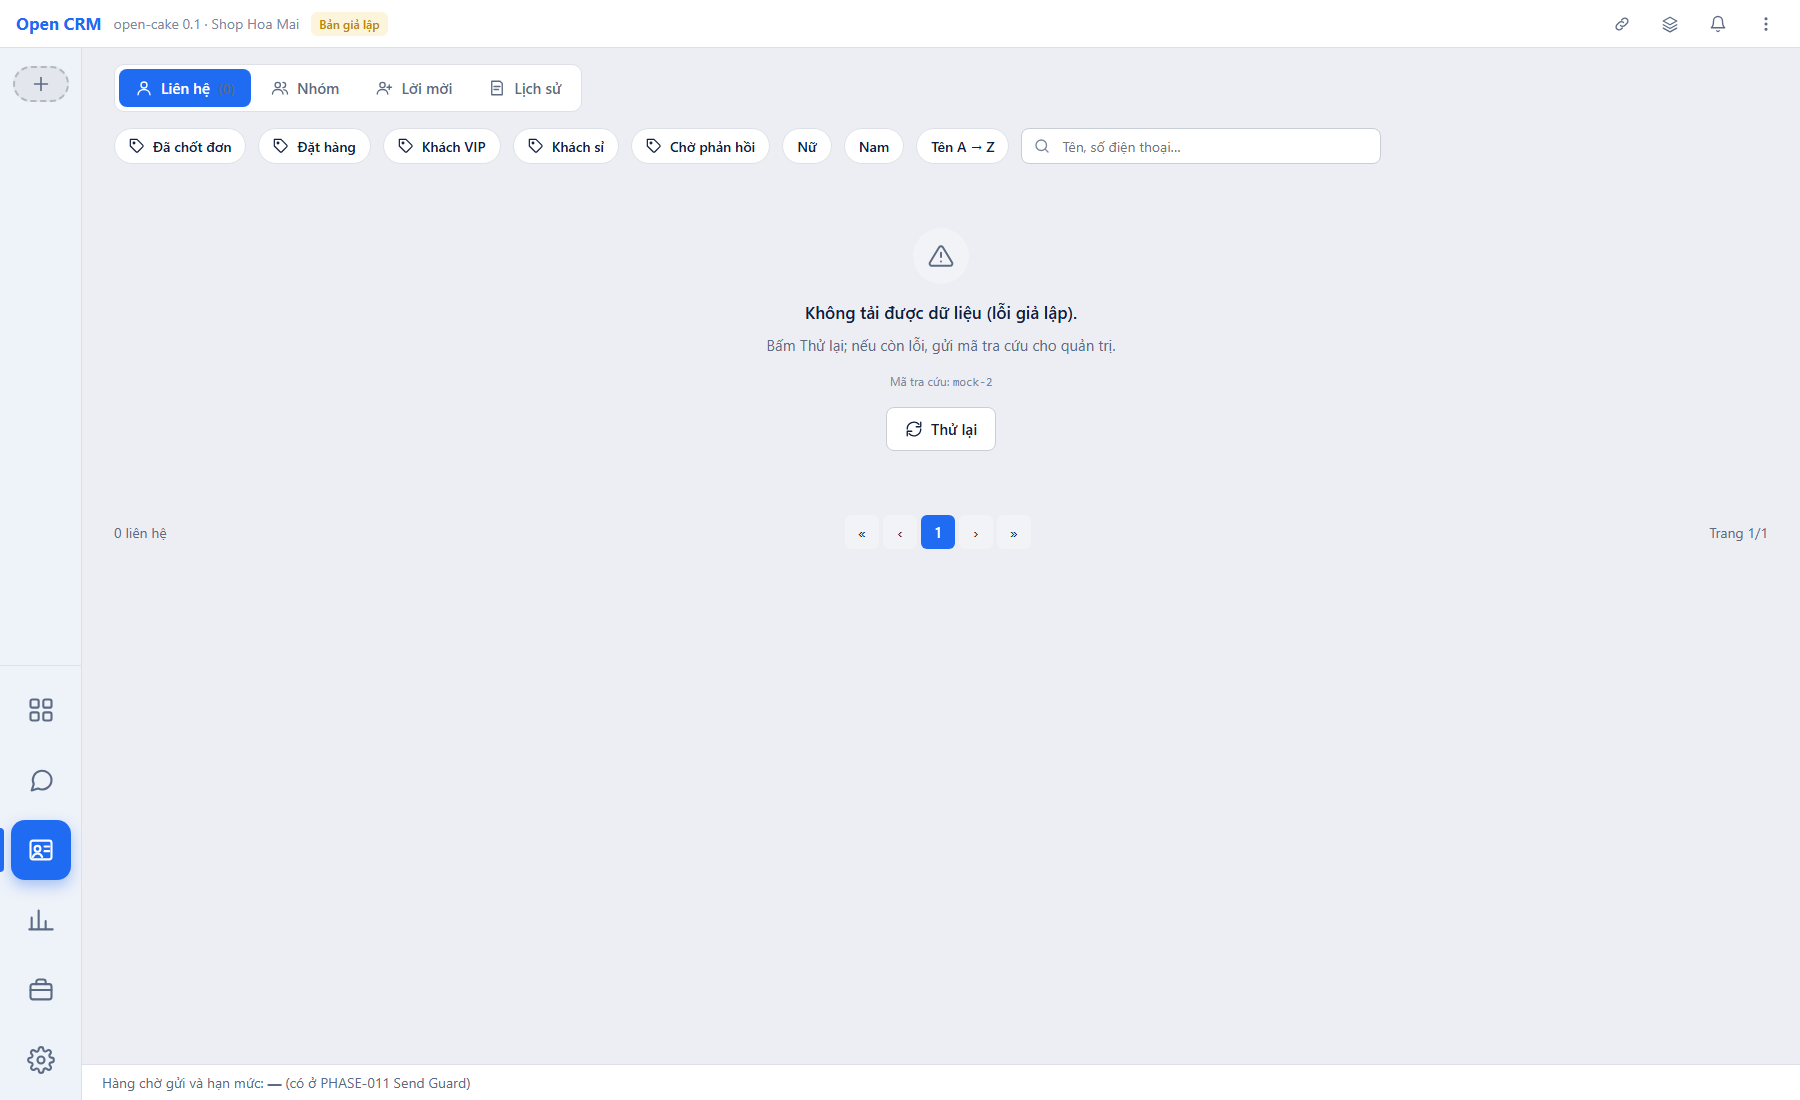 Open CRM open-cake 0.1 · Shop Hoa Mai Bản giả lập
Liên hệ (0) Nhóm Lời mời Lịch sử
Đã chốt đơn Đặt hàng Khách VIP Khách sỉ Chờ phản hồi Nữ Nam Tên A → Z Tên, số điện thoại...
Không tải được dữ liệu (lỗi giả lập).
Bấm Thử lại; nếu còn lỗi, gửi mã tra cứu cho quản trị.
Mã tra cứu: mock-2
Thử lại
0 liên hệ « ‹ 1 › » Trang 1/1
Hàng chờ gửi và hạn mức: — (có ở PHASE-011 Send Guard)